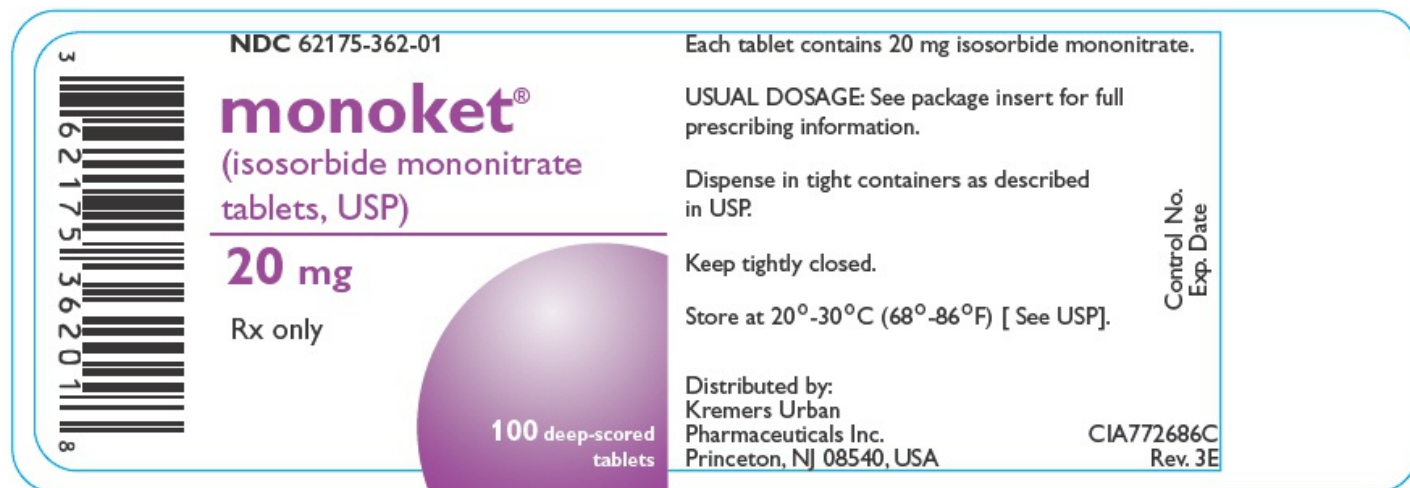 3 62175 36201 8
NDC 62175-362-01
monoket®
(isosorbide mononitrate
tablets, USP)
20 mg
Rx only
100 deep-scored
tablets
Each tablet contains 20 mg isosorbide mononitrate.
USUAL DOSAGE: See package insert for full
prescribing information.
Dispense in tight containers as described
in USP.
Keep tightly closed.
Store at 20°-30°C (68°-86°F) [ See USP].
Distributed by:
Kremers Urban
Pharmaceuticals Inc.
Princeton, NJ 08540, USA
Control No.
Exp. Date
CIA772686C
Rev. 3E